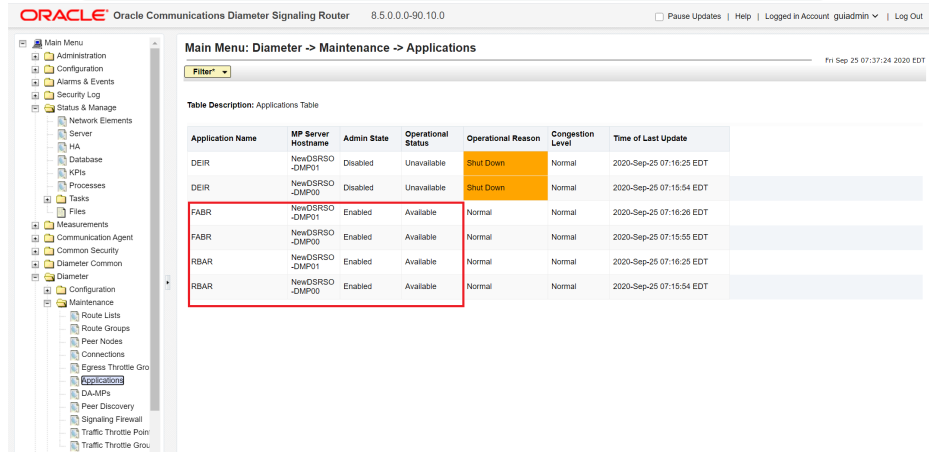 ORACLE® Oracle Communications Diameter Signaling Router 8.5.0.0.0-90.10.0
Pause Updates | Help | Logged in Account guiadmin | Log Out
Main Menu
Administration
Configuration
Alarms & Events
Security Log
Status & Manage
Network Elements
Server
HA
Database
KPIs
Processes
Tasks
Files
Measurements
Communication Agent
Common Security
Diameter Common
Diameter
Configuration
Maintenance
Route Lists
Route Groups
Peer Nodes
Connections
Egress Throttle Gro
Applications
DA-MPs
Peer Discovery
Signaling Firewall
Traffic Throttle Poin
Traffic Throttle Grou
Main Menu: Diameter -> Maintenance -> Applications
Fri Sep 25 07:37:24 2020 EDT
Filter*
Table Description: Applications Table
Application Name MP Server Hostname Admin State Operational Status Operational Reason Congestion Level Time of Last Update
DEIR NewDSRSO-DMP01 Disabled Unavailable Shut Down Normal 2020-Sep-25 07:16:25 EDT
DEIR NewDSRSO-DMP00 Disabled Unavailable Shut Down Normal 2020-Sep-25 07:15:54 EDT
FABR NewDSRSO-DMP01 Enabled Available Normal Normal 2020-Sep-25 07:16:26 EDT
FABR NewDSRSO-DMP00 Enabled Available Normal Normal 2020-Sep-25 07:15:55 EDT
RBAR NewDSRSO-DMP01 Enabled Available Normal Normal 2020-Sep-25 07:16:25 EDT
RBAR NewDSRSO-DMP00 Enabled Available Normal Normal 2020-Sep-25 07:15:54 EDT